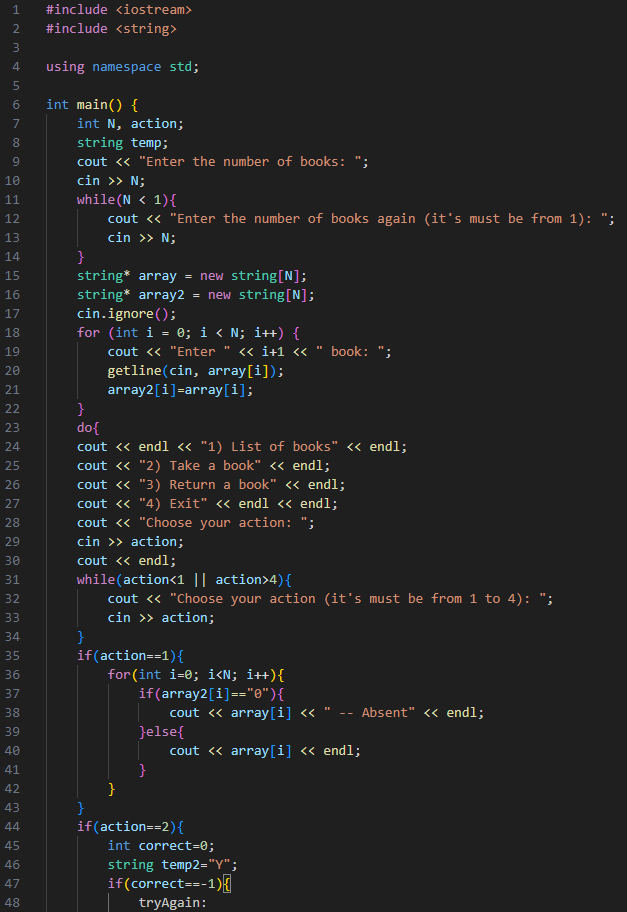 1 #include <iostream>
2 #include <string>
3
4 using namespace std;
5
6 int main() {
7 int N, action;
8 string temp;
9 cout << "Enter the number of books: ";
10 cin >> N;
11 while(N < 1){
12 cout << "Enter the number of books again (it's must be from 1): ";
13 cin >> N;
14 }
15 string* array = new string[N];
16 string* array2 = new string[N];
17 cin.ignore();
18 for (int i = 0; i < N; i++) {
19 cout << "Enter " << i+1 << " book: ";
20 getline(cin, array[i]);
21 array2[i]=array[i];
22 }
23 do{
24 cout << endl << "1) List of books" << endl;
25 cout << "2) Take a book" << endl;
26 cout << "3) Return a book" << endl;
27 cout << "4) Exit" << endl << endl;
28 cout << "Choose your action: ";
29 cin >> action;
30 cout << endl;
31 while(action<1 || action>4){
32 cout << "Choose your action (it's must be from 1 to 4): ";
33 cin >> action;
34 }
35 if(action==1){
36 for(int i=0; i<N; i++){
37 if(array2[i]=="0"){
38 cout << array[i] << " -- Absent" << endl;
39 }else{
40 cout << array[i] << endl;
41 }
42 }
43 }
44 if(action==2){
45 int correct=0;
46 string temp2="Y";
47 if(correct==-1){
48 tryAgain: